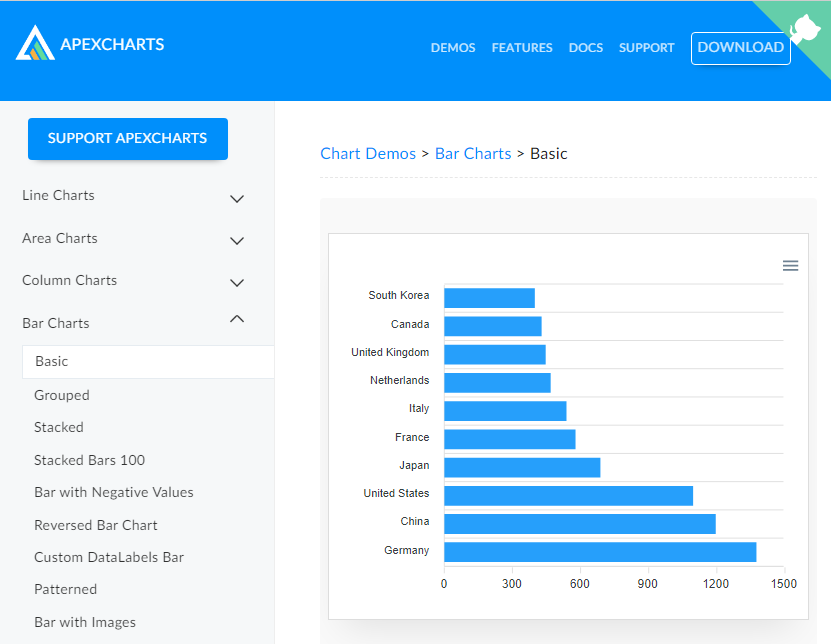 APEXCHARTS
DEMOS FEATURES DOCS SUPPORT DOWNLOAD
SUPPORT APEXCHARTS
Line Charts
Area Charts
Column Charts
Bar Charts
Basic
Grouped
Stacked
Stacked Bars 100
Bar with Negative Values
Reversed Bar Chart
Custom DataLabels Bar
Patterned
Bar with Images
Chart Demos > Bar Charts > Basic
South Korea
Canada
United Kingdom
Netherlands
Italy
France
Japan
United States
China
Germany
0 300 600 900 1200 1500